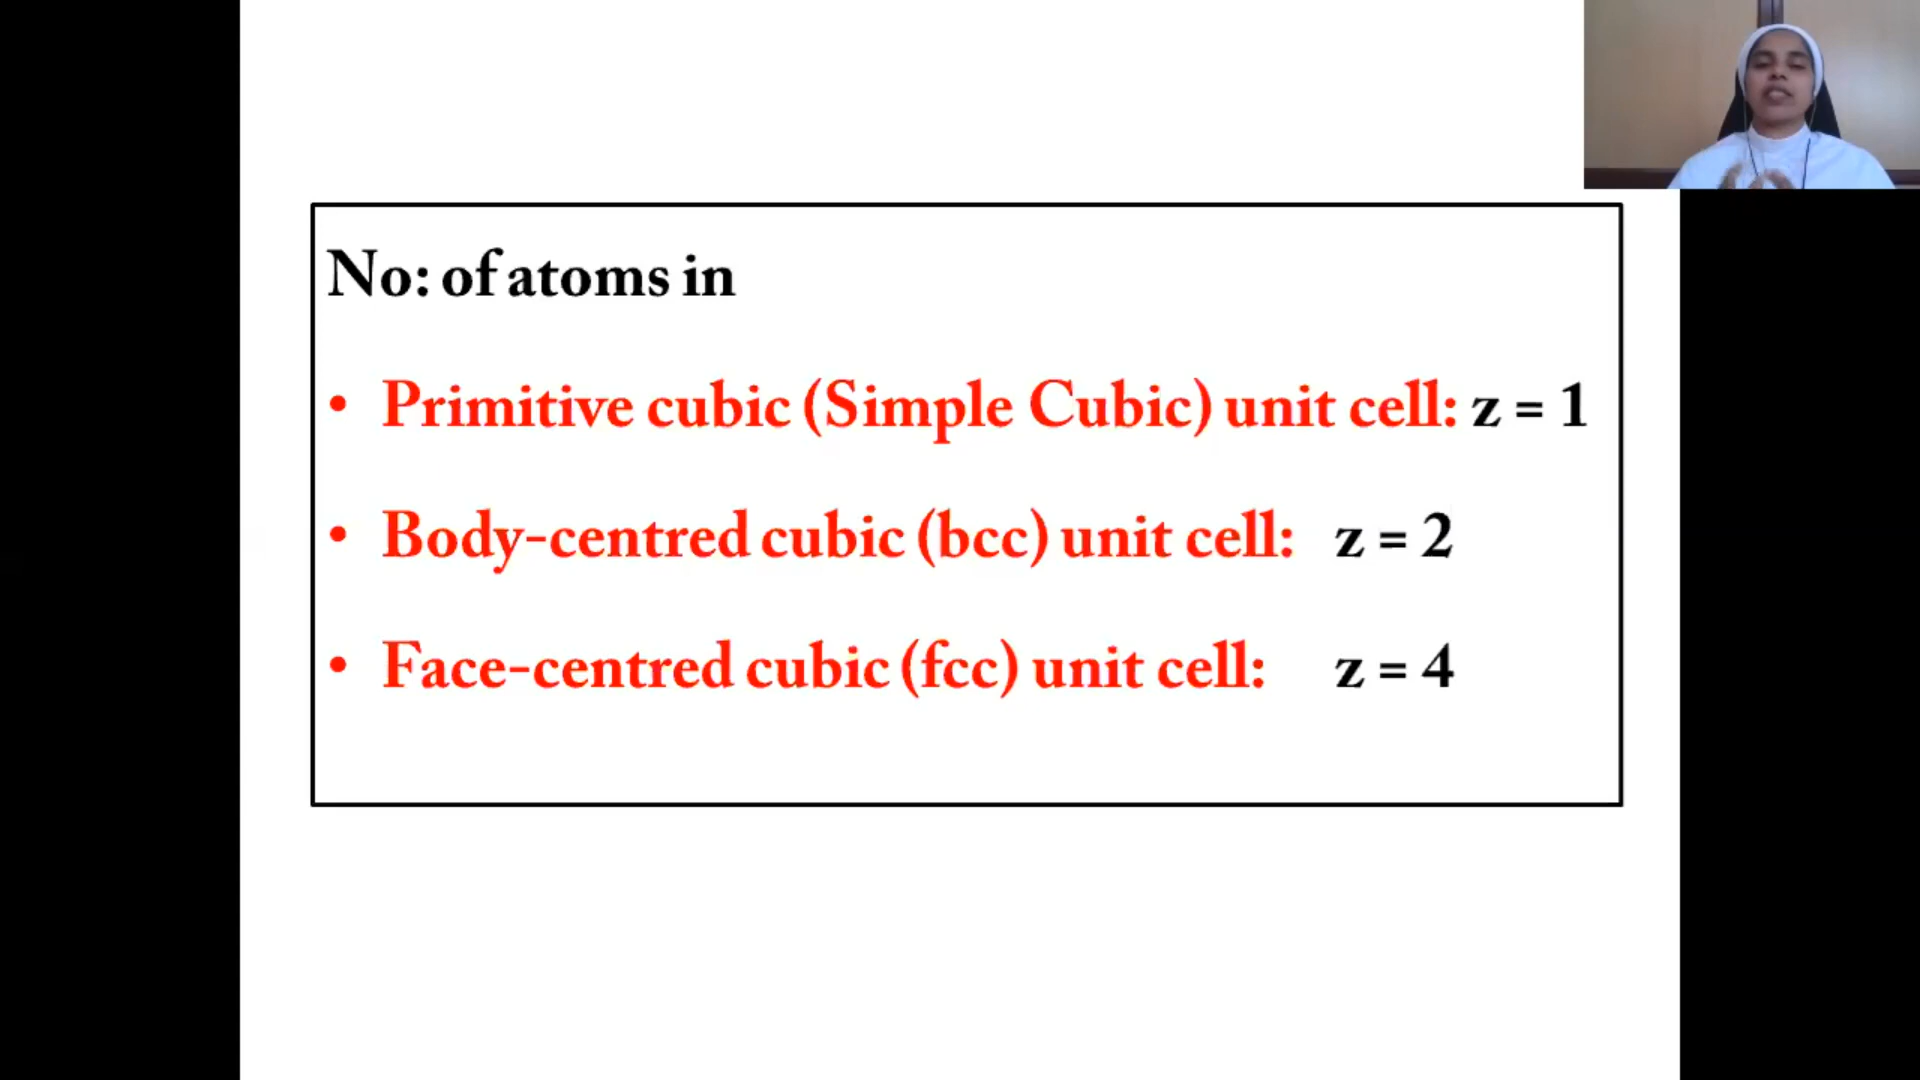 No: of atoms in
• Primitive cubic (Simple Cubic) unit cell: z = 1
• Body-centred cubic (bcc) unit cell: z = 2
• Face-centred cubic (fcc) unit cell: z = 4